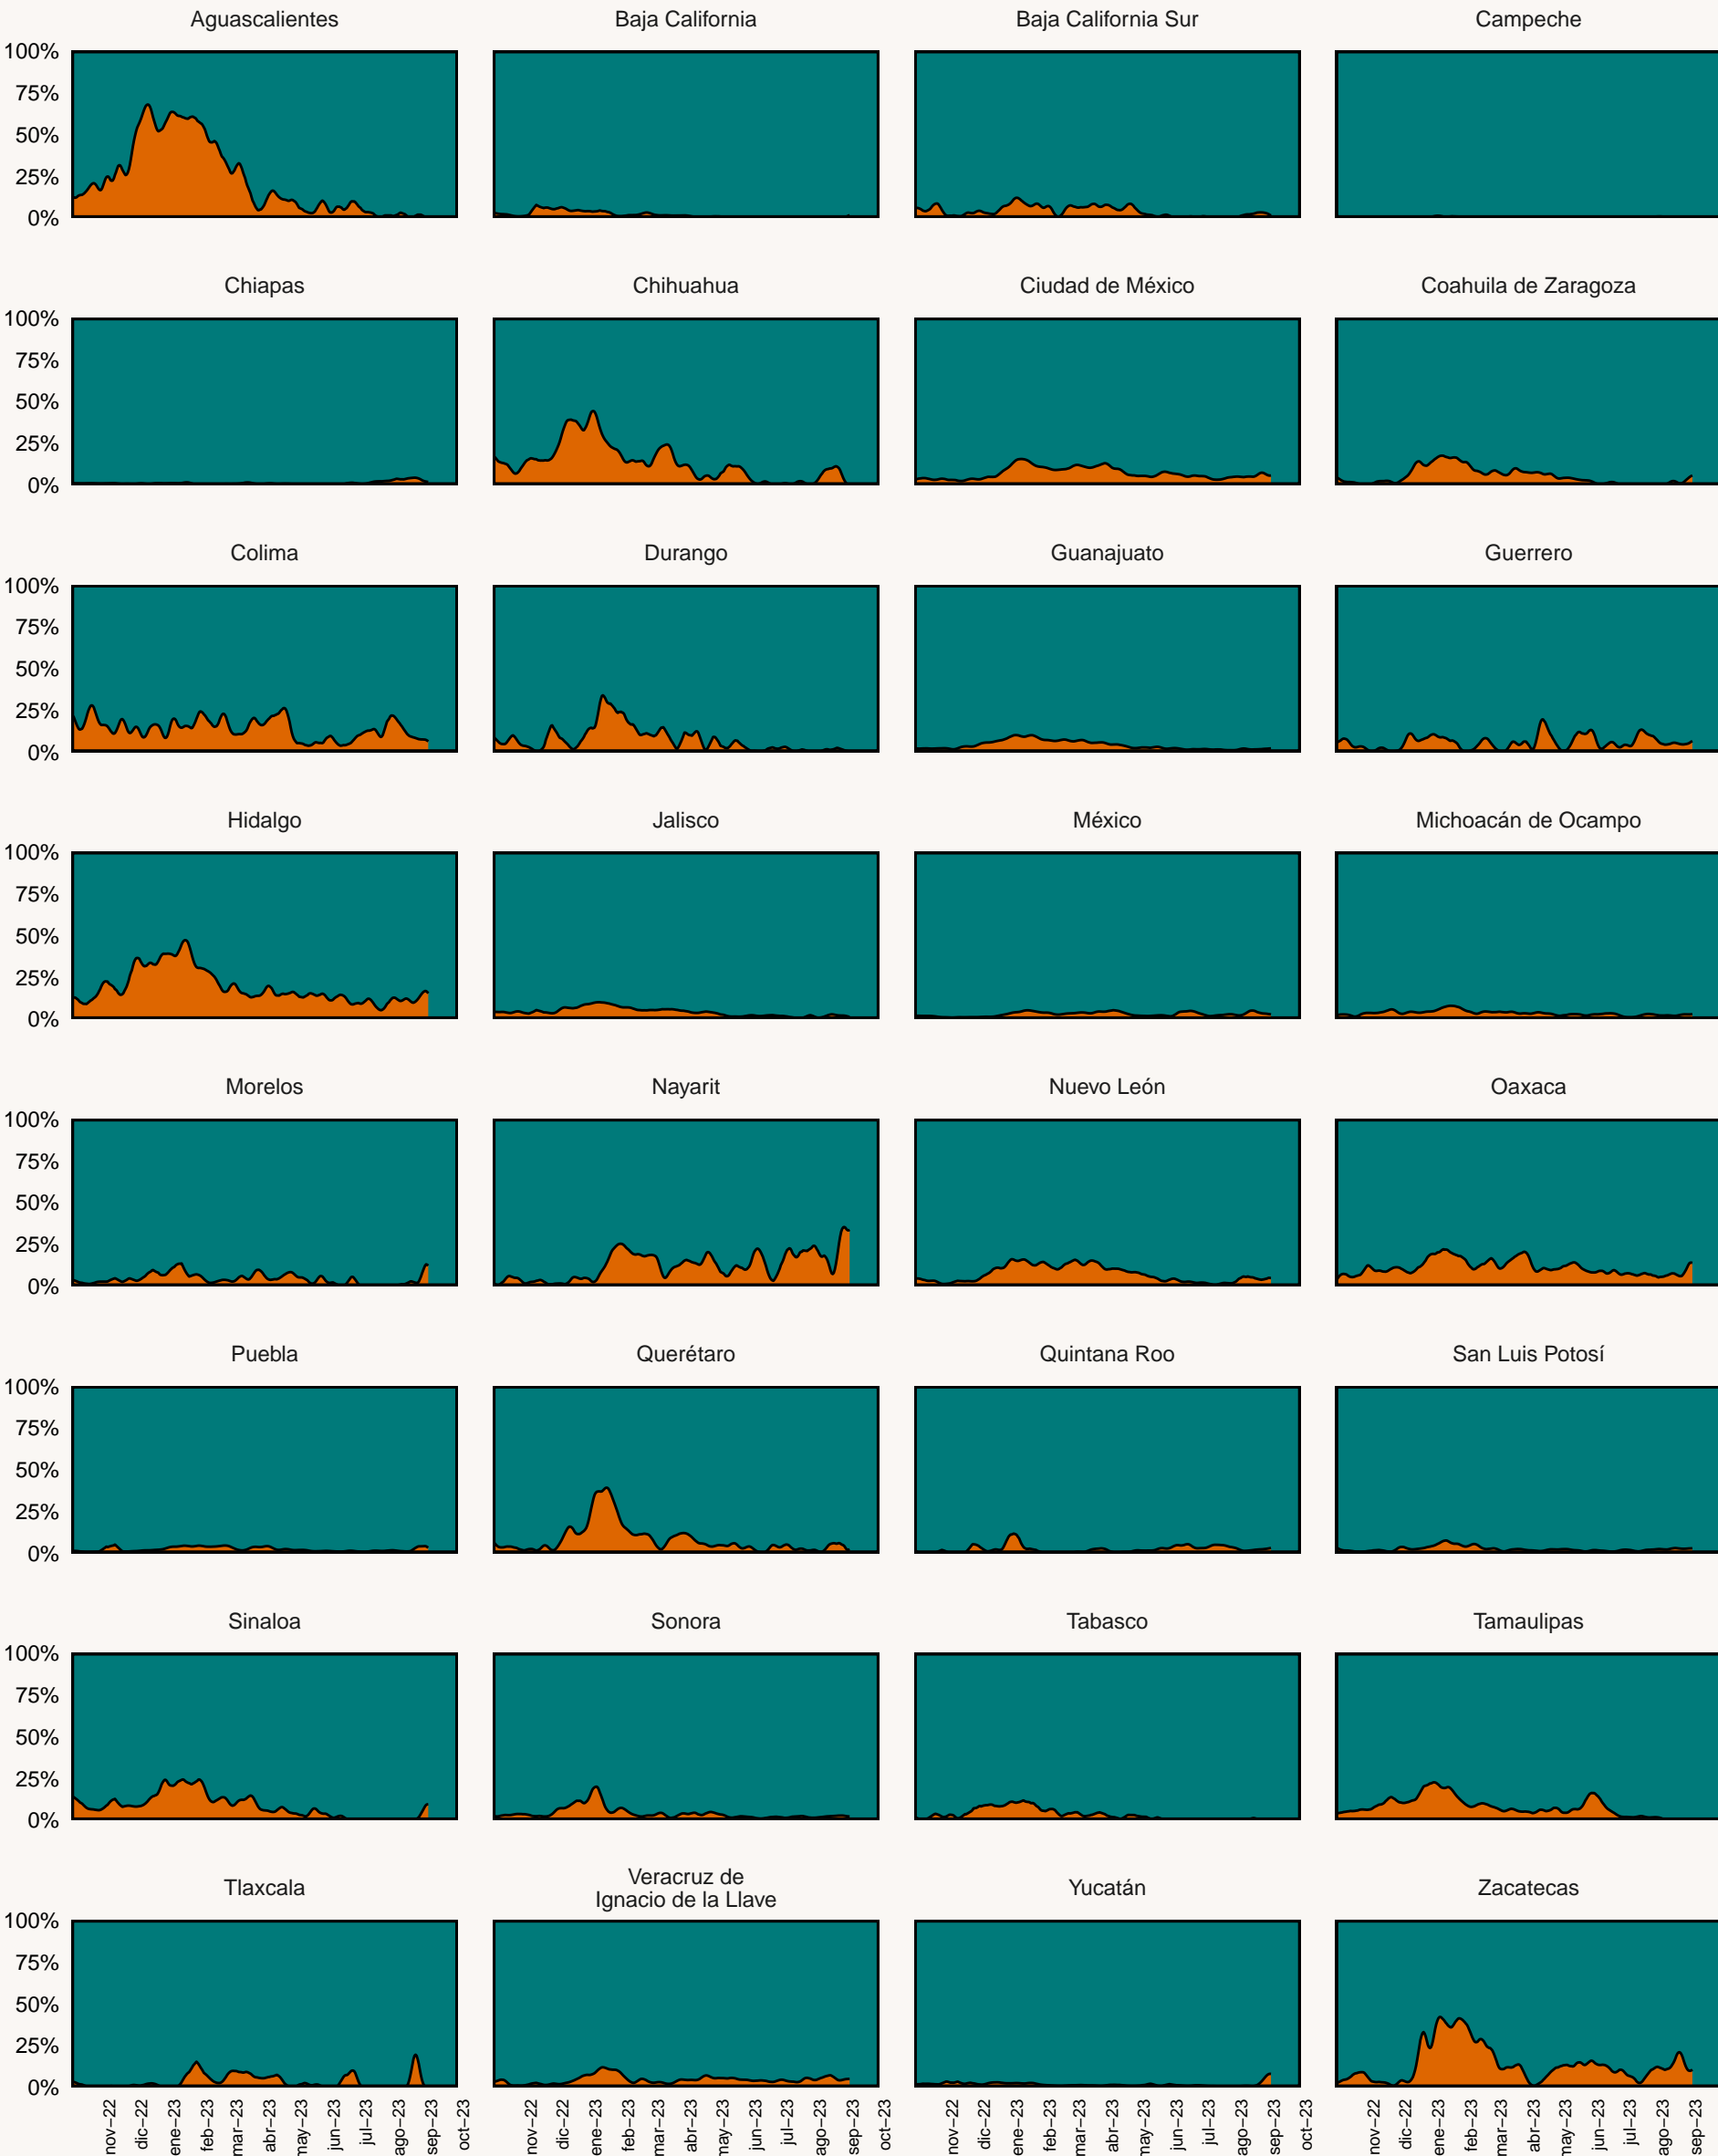 Aguascalientes
Baja California
Baja California Sur
Campeche
100%
75%
50%
25%
0%
Chiapas
Chihuahua
Ciudad de México
Coahuila de Zaragoza
100%
75%
50%
25%
0%
Colima
Durango
Guanajuato
Guerrero
100%
75%
50%
25%
0%
Hidalgo
Jalisco
México
Michoacán de Ocampo
100%
75%
50%
25%
0%
Morelos
Nayarit
Nuevo León
Oaxaca
100%
75%
50%
25%
0%
Puebla
Querétaro
Quintana Roo
San Luis Potosí
100%
75%
50%
25%
0%
Sinaloa
Sonora
Tabasco
Tamaulipas
100%
75%
50%
25%
0%
Tlaxcala
Veracruz de
Ignacio de la Llave
Yucatán
Zacatecas
100%
75%
50%
25%
0%
nov−22
dic−22
ene−23
feb−23
mar−23
abr−23
may−23
jun−23
jul−23
ago−23
sep−23
oct−23
nov−22
dic−22
ene−23
feb−23
mar−23
abr−23
may−23
jun−23
jul−23
ago−23
sep−23
oct−23
nov−22
dic−22
ene−23
feb−23
mar−23
abr−23
may−23
jun−23
jul−23
ago−23
sep−23
oct−23
nov−22
dic−22
ene−23
feb−23
mar−23
abr−23
may−23
jun−23
jul−23
ago−23
sep−23